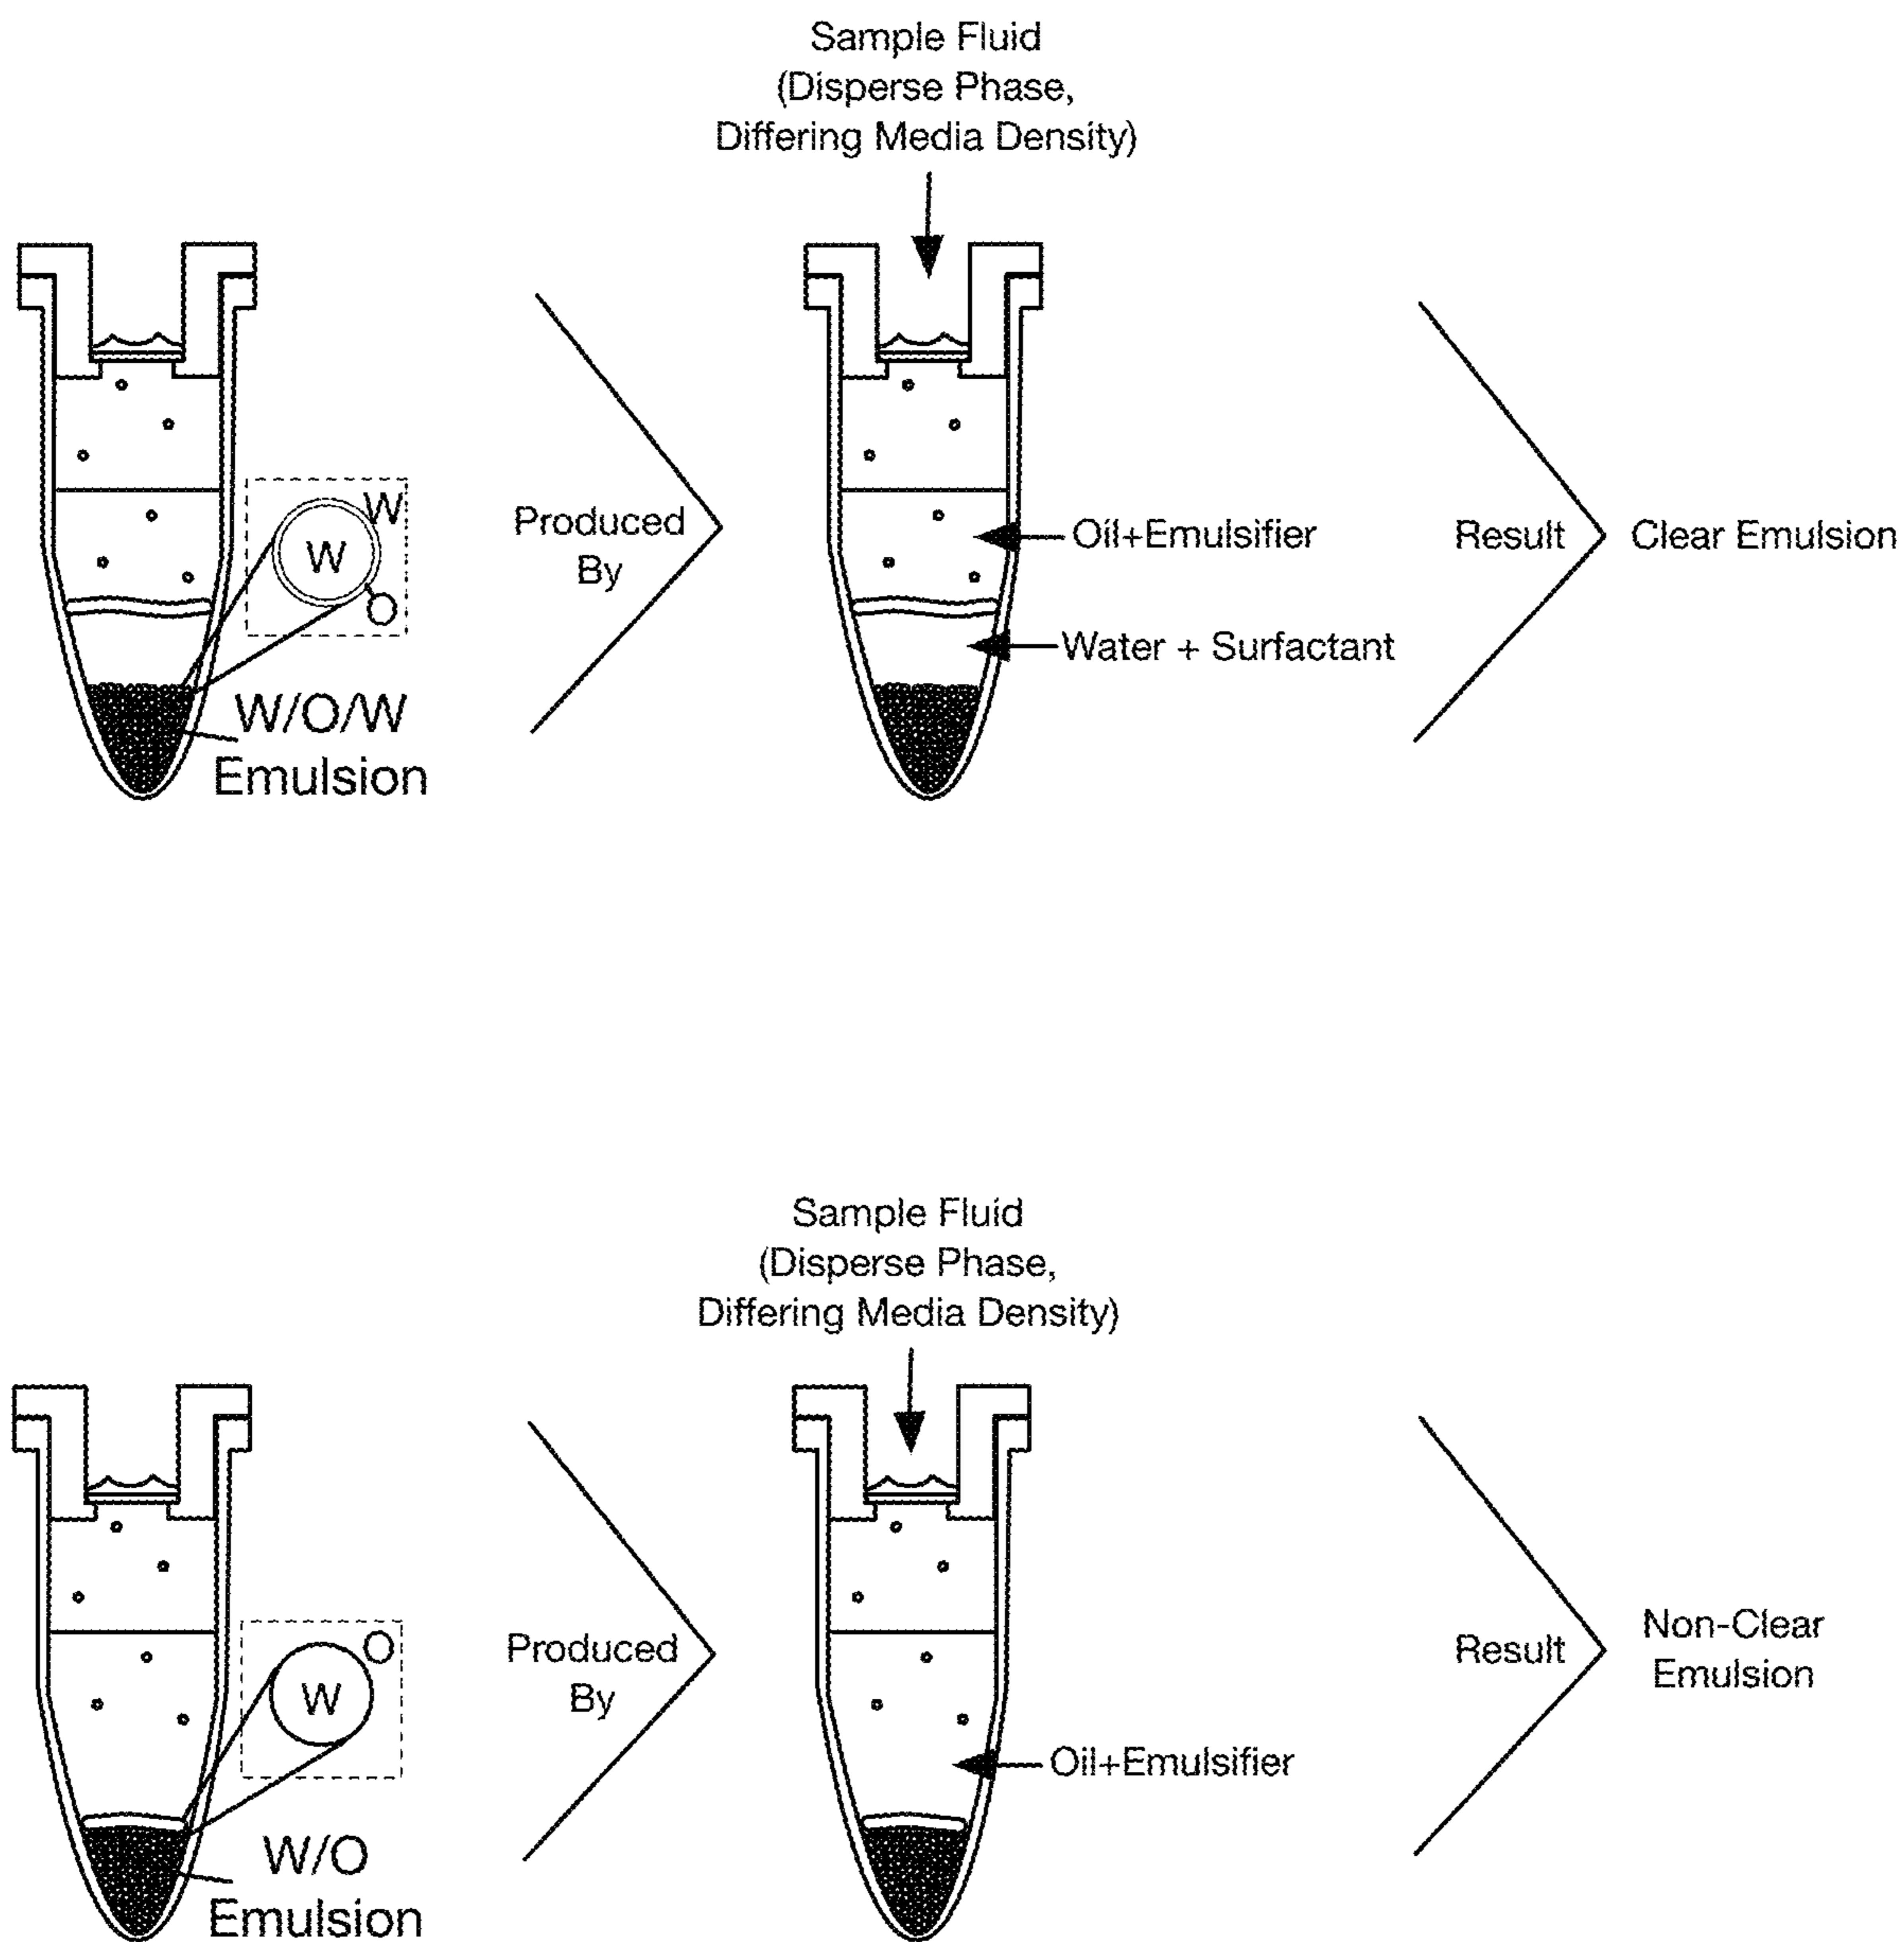 Sample Fluid
(Disperse Phase,
Differing Media Density)
W
W
O
W/O/W
Emulsion
Produced
By
Oil+Emulsifier
Water + Surfactant
Result
Clear Emulsion
Sample Fluid
(Disperse Phase,
Differing Media Density)
O
W
W/O
Emulsion
Produced
By
Oil+Emulsifier
Result
Non-Clear
Emulsion